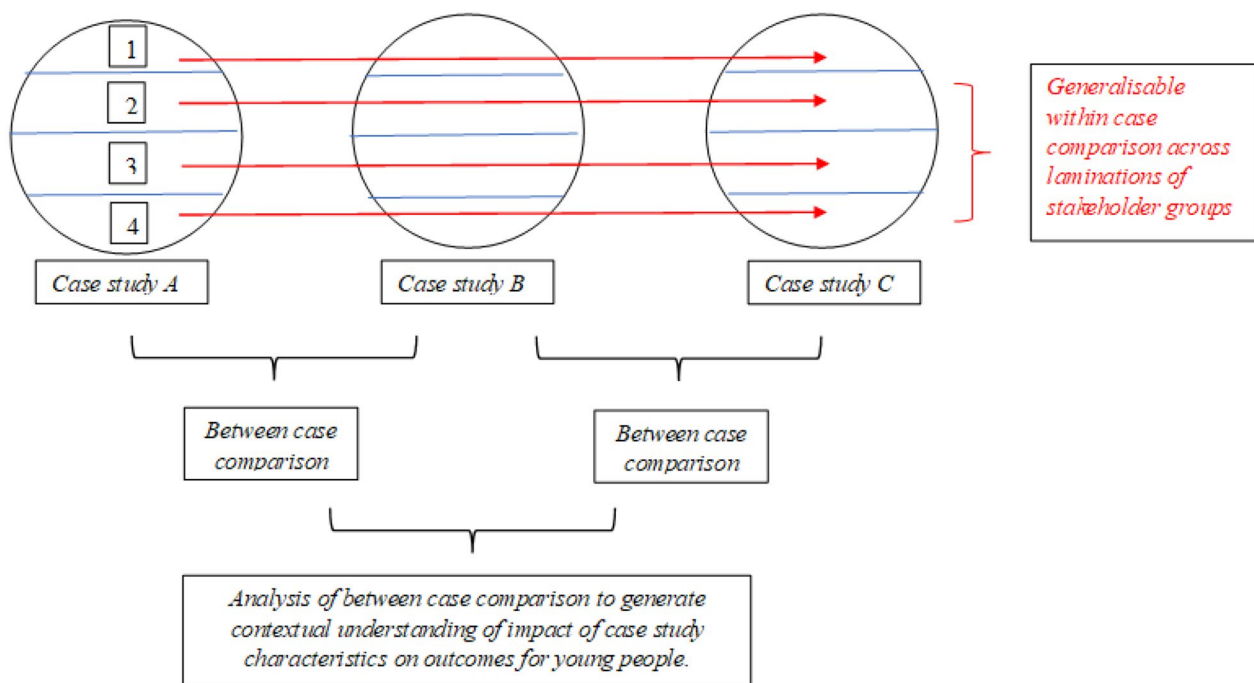 1
2
3
4
Generalisable
within case
comparison across
laminations of
stakeholder groups
Case study A
Case study B
Case study C
Between case
comparison
Between case
comparison
Analysis of between case comparison to generate
contextual understanding of impact of case study
characteristics on outcomes for young people.